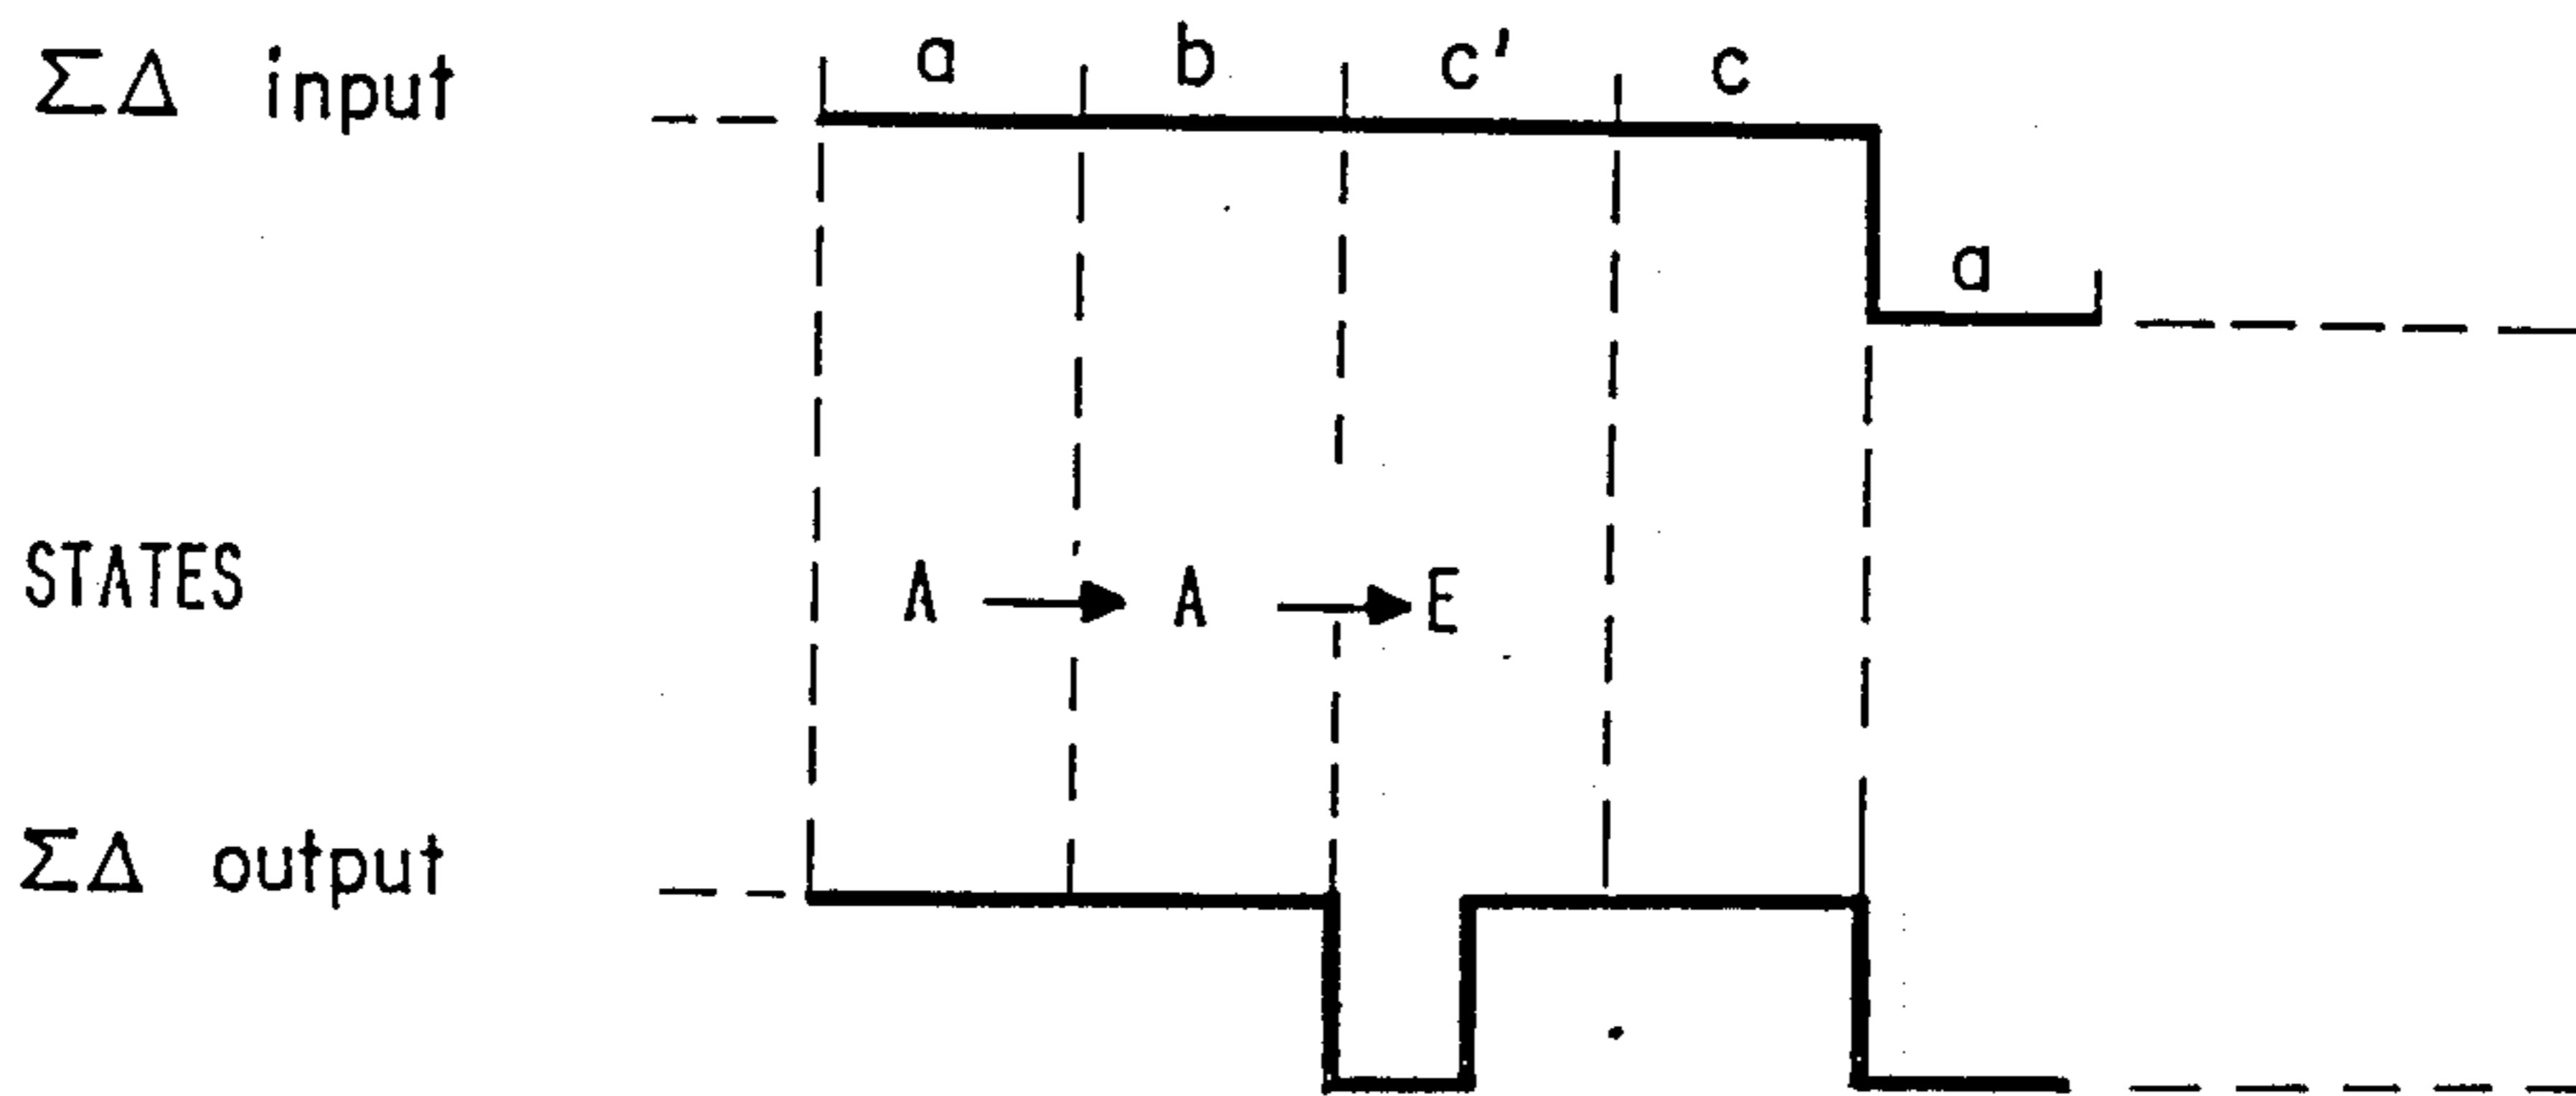 ΣΔ input a b c' c
a
STATES A → A → E
ΣΔ output